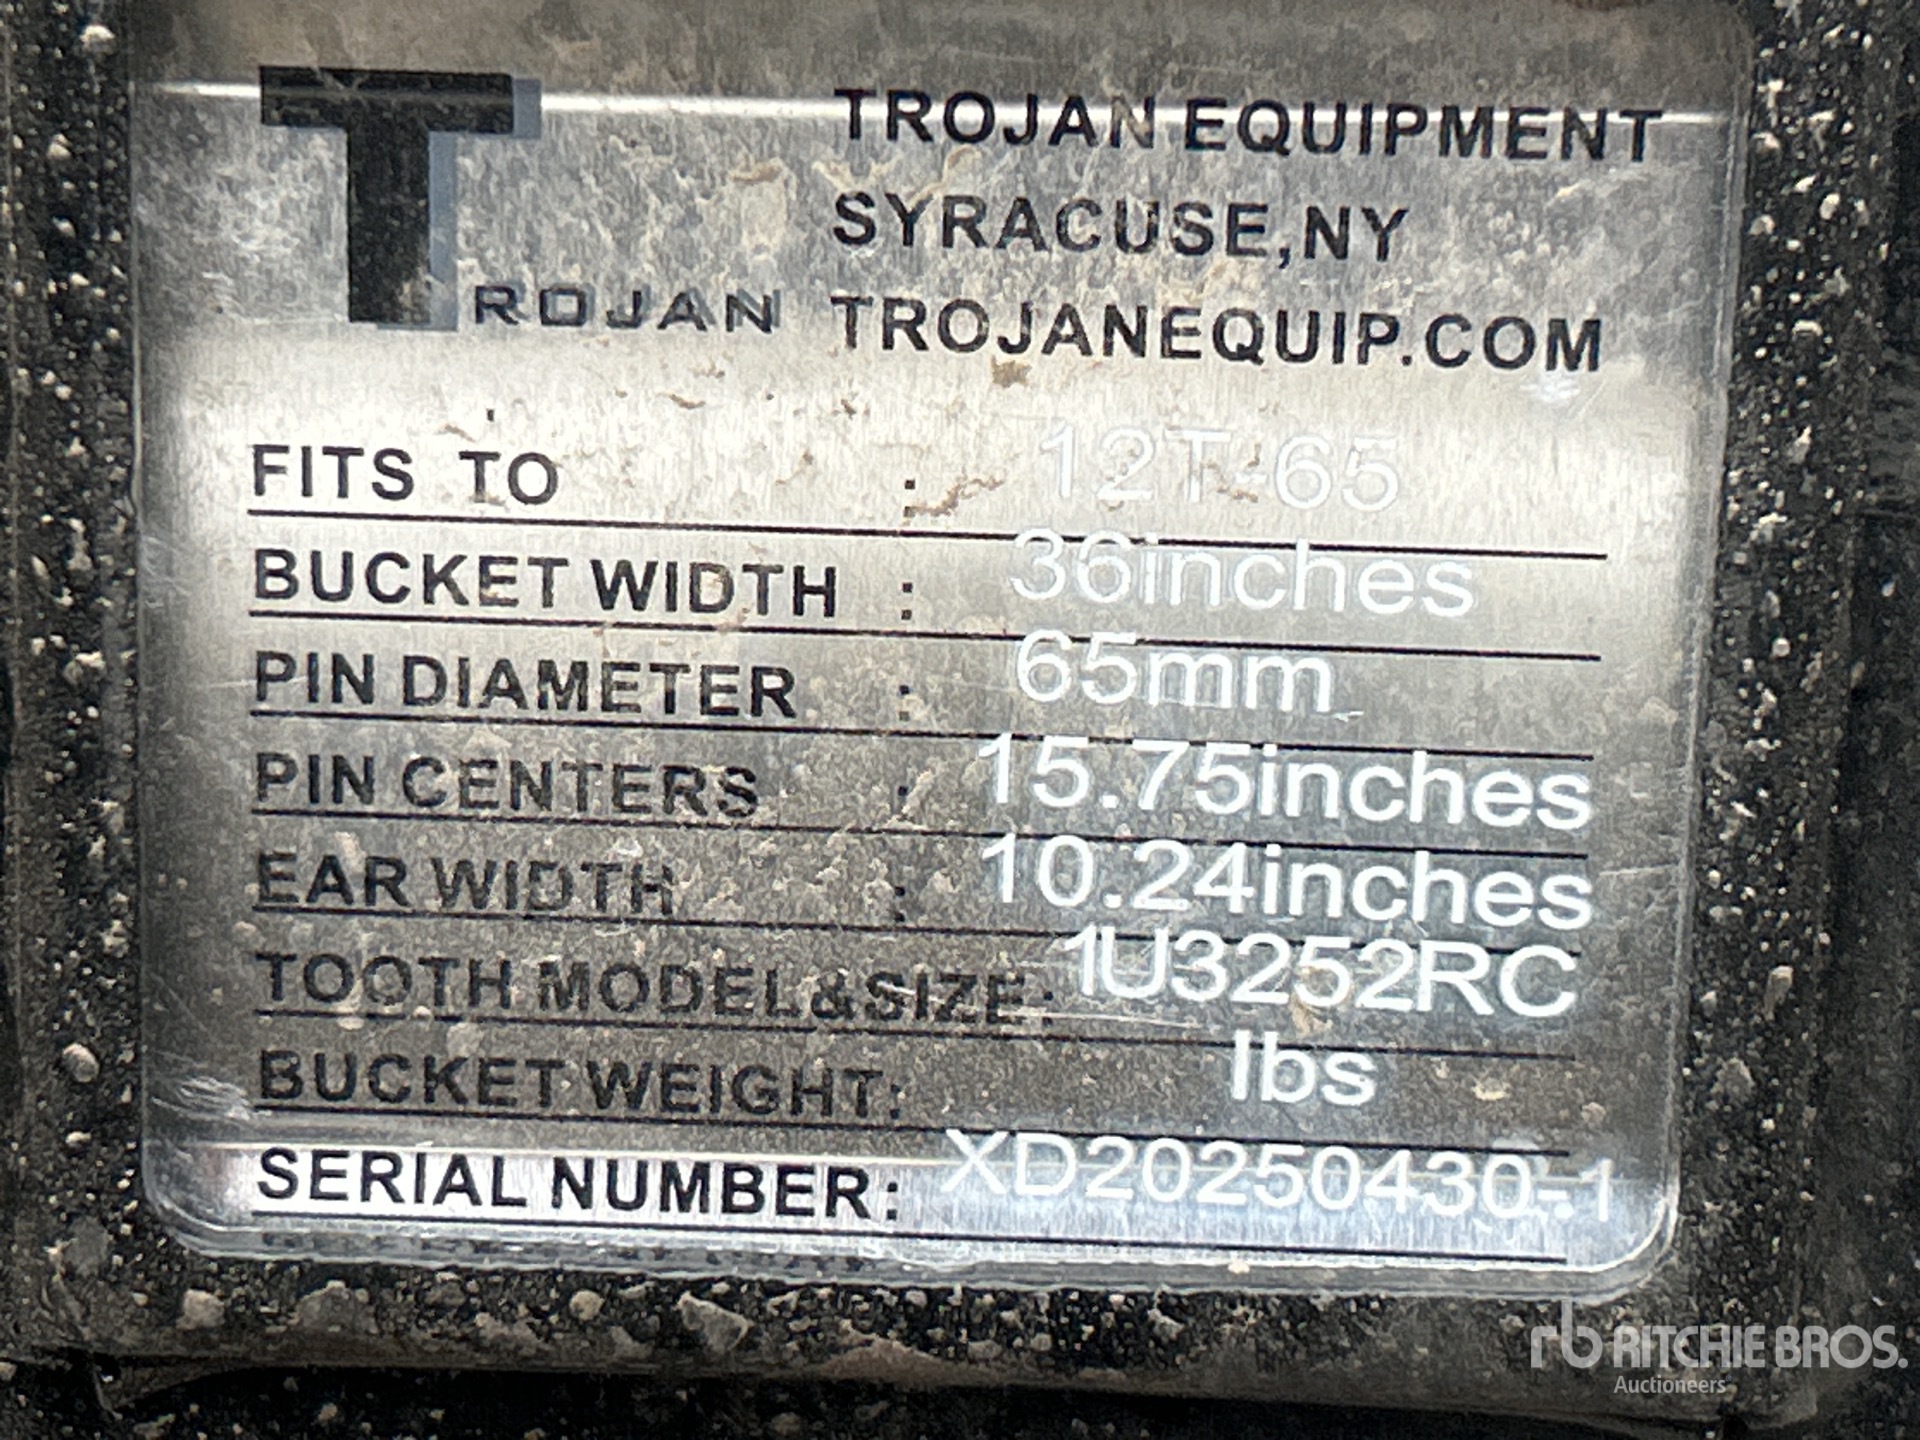 TROJAN
TROJAN EQUIPMENT
SYRACUSE,NY
TROJANEQUIP.COM
FITS TO : 12T-65
BUCKET WIDTH : 36inches
PIN DIAMETER : 65mm
PIN CENTERS : 15.75inches
EAR WIDTH : 10.24inches
TOOTH MODEL&SIZE: 1U3252RC
BUCKET WEIGHT: lbs
SERIAL NUMBER: XD20250430-1
rb RITCHIE BROS.
Auctioneers